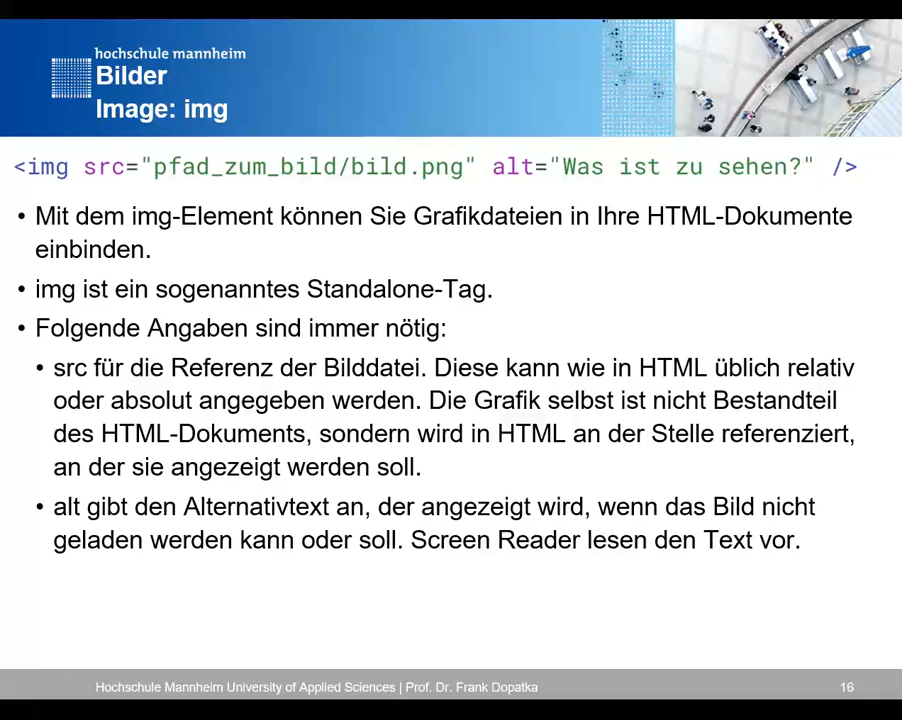 hochschule mannheim
Bilder
Image: img
<img src="pfad_zum_bild/bild.png" alt="Was ist zu sehen?" />
• Mit dem img-Element können Sie Grafikdateien in Ihre HTML-Dokumente
einbinden.
• img ist ein sogenanntes Standalone-Tag.
• Folgende Angaben sind immer nötig:
• src für die Referenz der Bilddatei. Diese kann wie in HTML üblich relativ
oder absolut angegeben werden. Die Grafik selbst ist nicht Bestandteil
des HTML-Dokuments, sondern wird in HTML an der Stelle referenziert,
an der sie angezeigt werden soll.
• alt gibt den Alternativtext an, der angezeigt wird, wenn das Bild nicht
geladen werden kann oder soll. Screen Reader lesen den Text vor.
Hochschule Mannheim University of Applied Sciences | Prof. Dr. Frank Dopatka
16